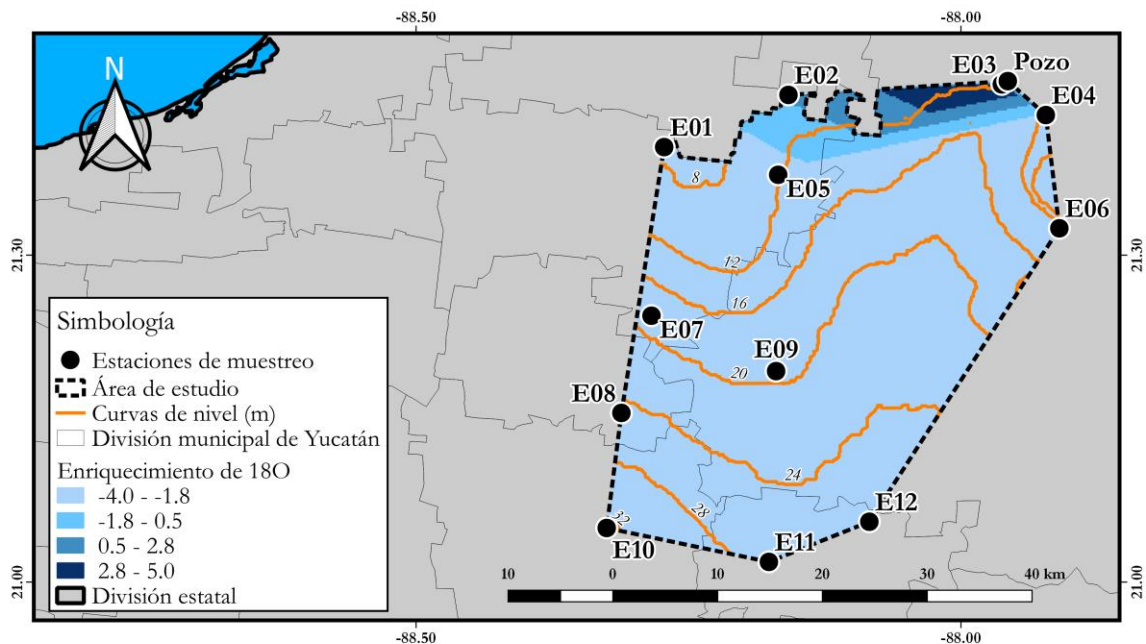 -88.50
-88.00
N
E03
Pozo
E02
E04
E01
8
E05
E06
21.30
21.30
12
16
Simbología
E07
Estaciones de muestreo
E09
Área de estudio
20
Curvas de nivel (m)
E08
División municipal de Yucatán
Enriquecimiento de 18O
24
-4.0 - -1.8
28
-1.8 - 0.5
E12
0.5 - 2.8
32
E10
E11
2.8 - 5.0
División estatal
10
0
10
20
30
40 km
21.00
21.00
-88.50
-88.00